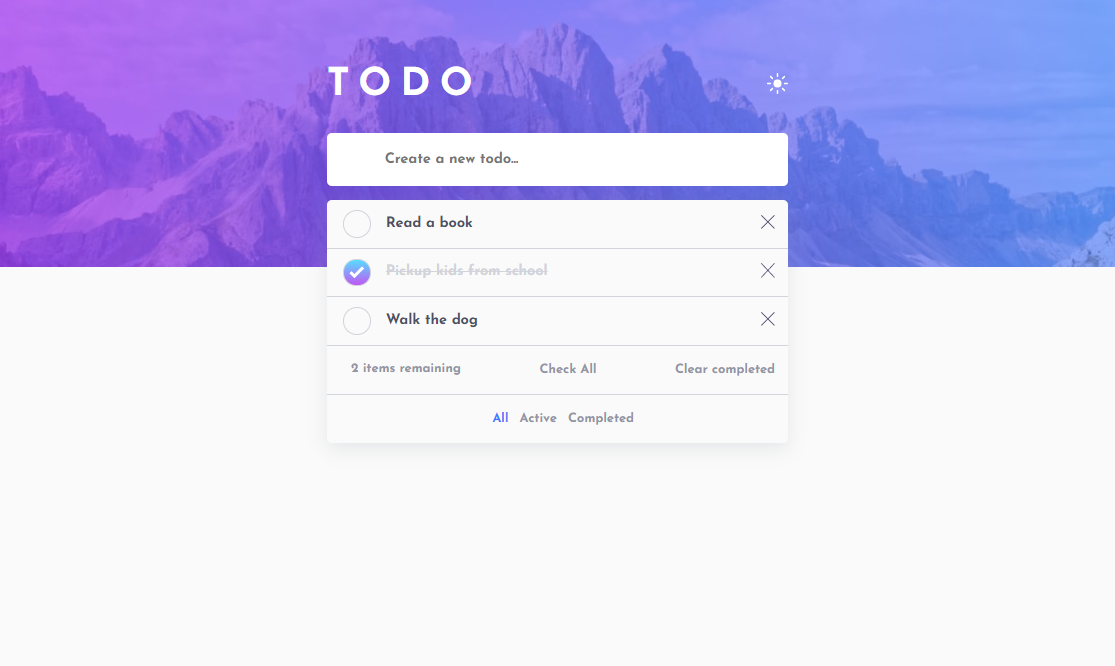 TODO
Create a new todo...
Read a book
Pickup kids from school
Walk the dog
2 items remaining Check All Clear completed
All Active Completed